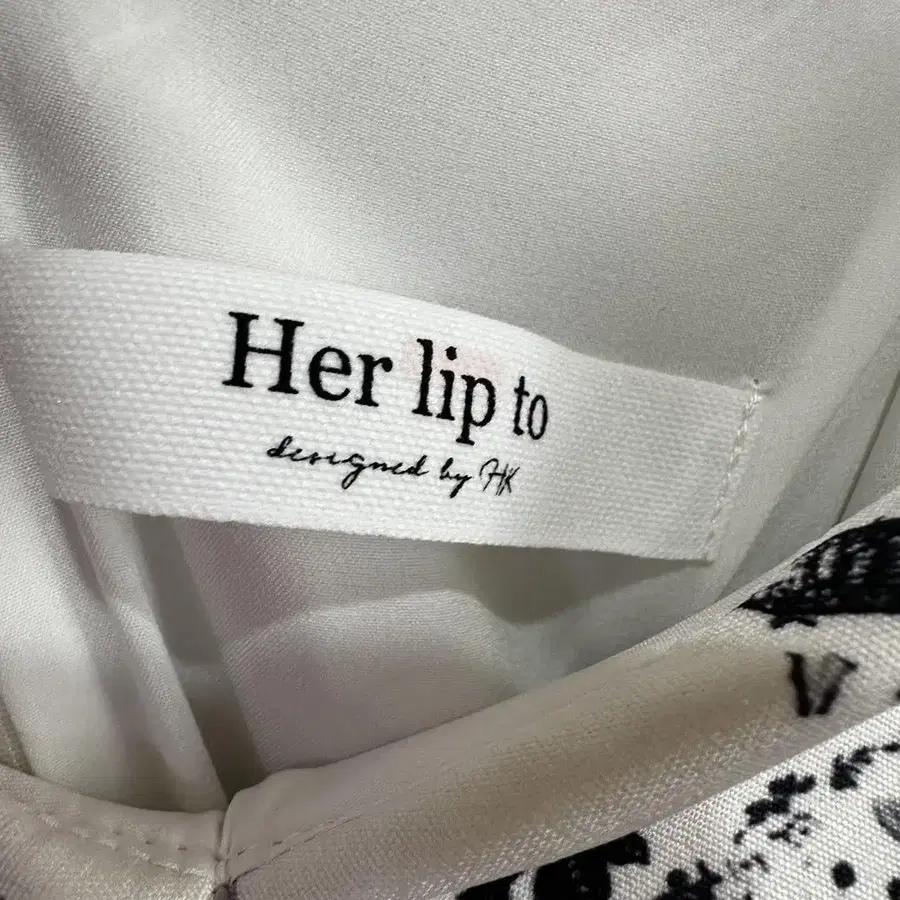 Her lip to
designed by HK